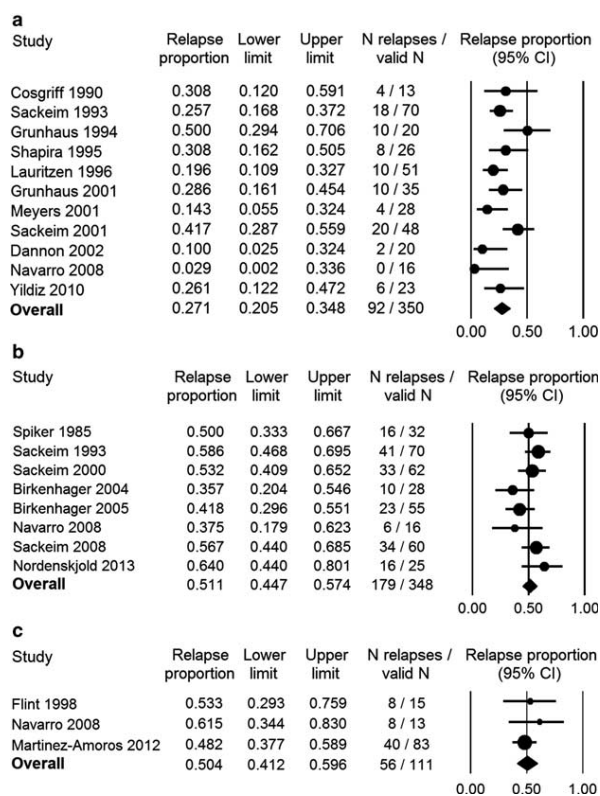 a
Study Relapse proportion Lower limit Upper limit N relapses / valid N Relapse proportion (95% CI)
Cosgriff 1990 0.308 0.120 0.591 4 / 13
Sackeim 1993 0.257 0.168 0.372 18 / 70
Grunhaus 1994 0.500 0.294 0.706 10 / 20
Shapira 1995 0.308 0.162 0.505 8 / 26
Lauritzen 1996 0.196 0.109 0.327 10 / 51
Grunhaus 2001 0.286 0.161 0.454 10 / 35
Meyers 2001 0.143 0.055 0.324 4 / 28
Sackeim 2001 0.417 0.287 0.559 20 / 48
Dannon 2002 0.100 0.025 0.324 2 / 20
Navarro 2008 0.029 0.002 0.336 0 / 16
Yildiz 2010 0.261 0.122 0.472 6 / 23
Overall 0.271 0.205 0.348 92 / 350
0.00 0.50 1.00
b
Study Relapse proportion Lower limit Upper limit N relapses / valid N Relapse proportion (95% CI)
Spiker 1985 0.500 0.333 0.667 16 / 32
Sackeim 1993 0.586 0.468 0.695 41 / 70
Sackeim 2000 0.532 0.409 0.652 33 / 62
Birkenhager 2004 0.357 0.204 0.546 10 / 28
Birkenhager 2005 0.418 0.296 0.551 23 / 55
Navarro 2008 0.375 0.179 0.623 6 / 16
Sackeim 2008 0.567 0.440 0.685 34 / 60
Nordenskjold 2013 0.640 0.440 0.801 16 / 25
Overall 0.511 0.447 0.574 179 / 348
0.00 0.50 1.00
c
Study Relapse proportion Lower limit Upper limit N relapses / valid N Relapse proportion (95% CI)
Flint 1998 0.533 0.293 0.759 8 / 15
Navarro 2008 0.615 0.344 0.830 8 / 13
Martinez-Amoros 2012 0.482 0.377 0.589 40 / 83
Overall 0.504 0.412 0.596 56 / 111
0.00 0.50 1.00